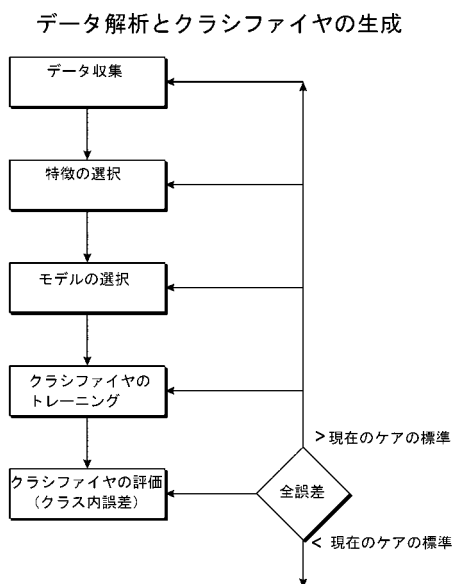 データ解析とクラシファイヤの生成
データ収集
特徴の選択
モデルの選択
クラシファイヤの
トレーニング
>現在のケアの標準
クラシファイヤの評価
（クラス内誤差）
全誤差
< 現在のケアの標準